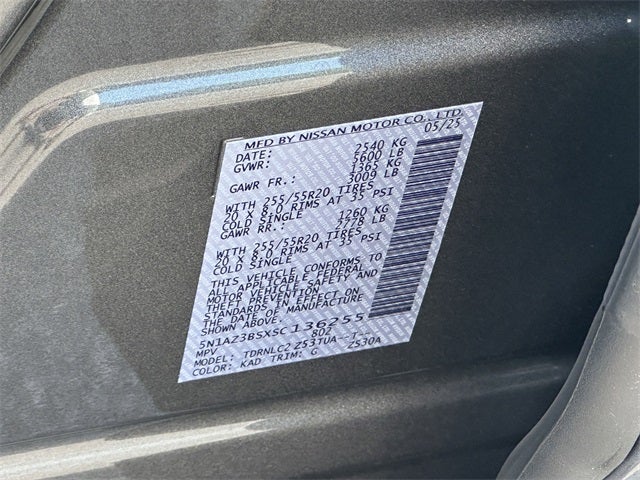 MFD BY NISSAN MOTOR CO., LTD.
DATE: 05/25
GVWR: 2540 KG
5600 LB
GAWR FR.: 1365 KG
3009 LB
WITH 255/55R20 TIRES
20 X 8.0 RIMS AT 35 PSI
COLD SINGLE
GAWR RR.: 1260 KG
2778 LB
WITH 255/55R20 TIRES
20 X 8.0 RIMS AT 35 PSI
COLD SINGLE
THIS VEHICLE CONFORMS TO
ALL APPLICABLE FEDERAL
MOTOR VEHICLE SAFETY AND
THEFT PREVENTION
STANDARDS IN EFFECT ON
THE DATE OF MANUFACTURE
SHOWN ABOVE.
5N1AZ3BSXSC136255
MPV 802
MODEL: TDRNLC2 Z53TUA--T--
COLOR: KAD TRIM: G Z530A